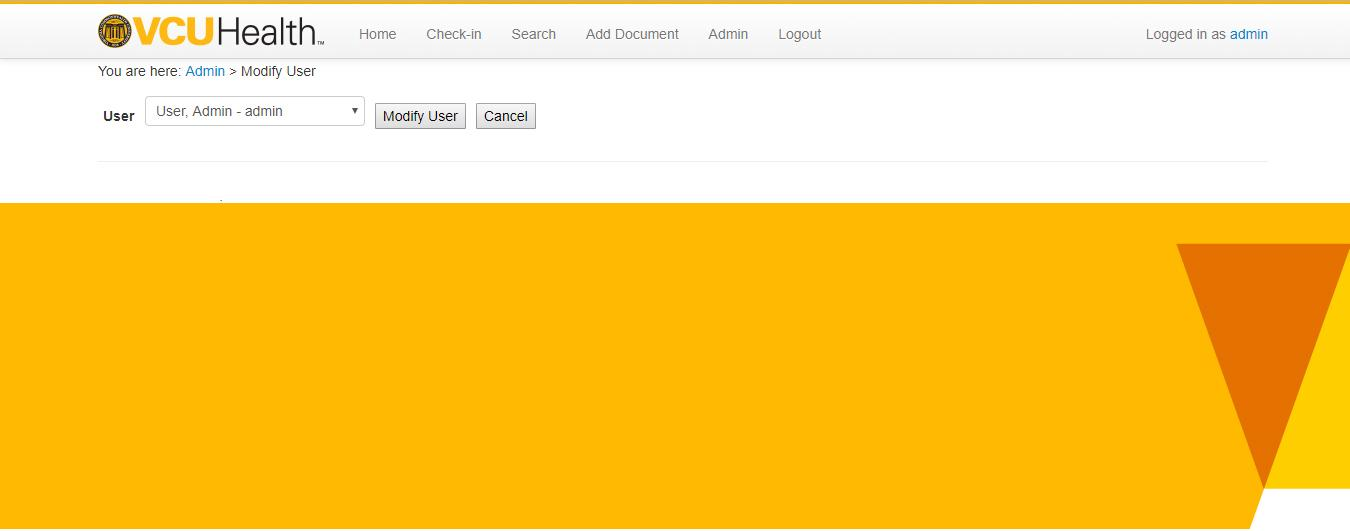 VCUHealth™ Home Check-in Search Add Document Admin Logout Logged in as admin
You are here: Admin > Modify User
User User, Admin - admin Modify User Cancel